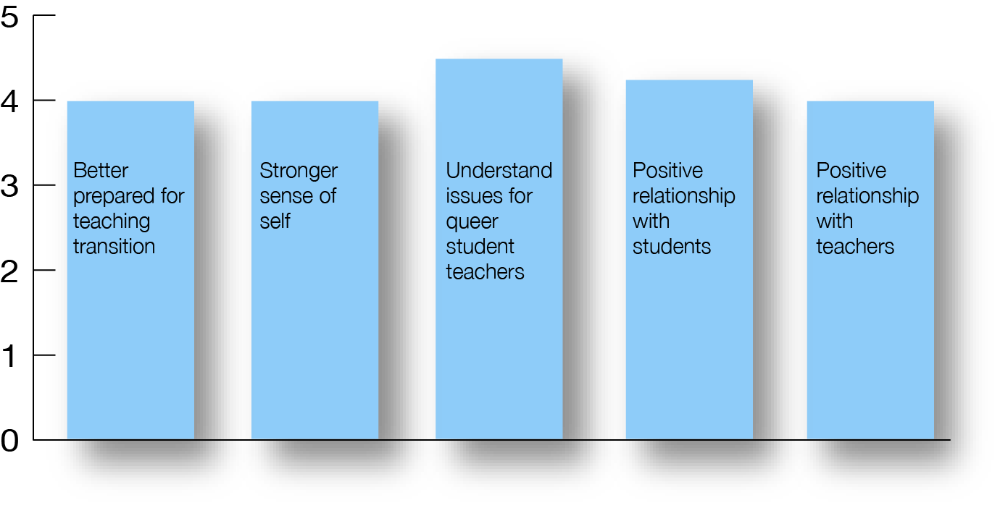 5
4
3
2
1
0
Better
prepared for
teaching
transition
Stronger
sense of
self
Understand
issues for
queer
student
teachers
Positive
relationship
with
students
Positive
relationship
with
teachers